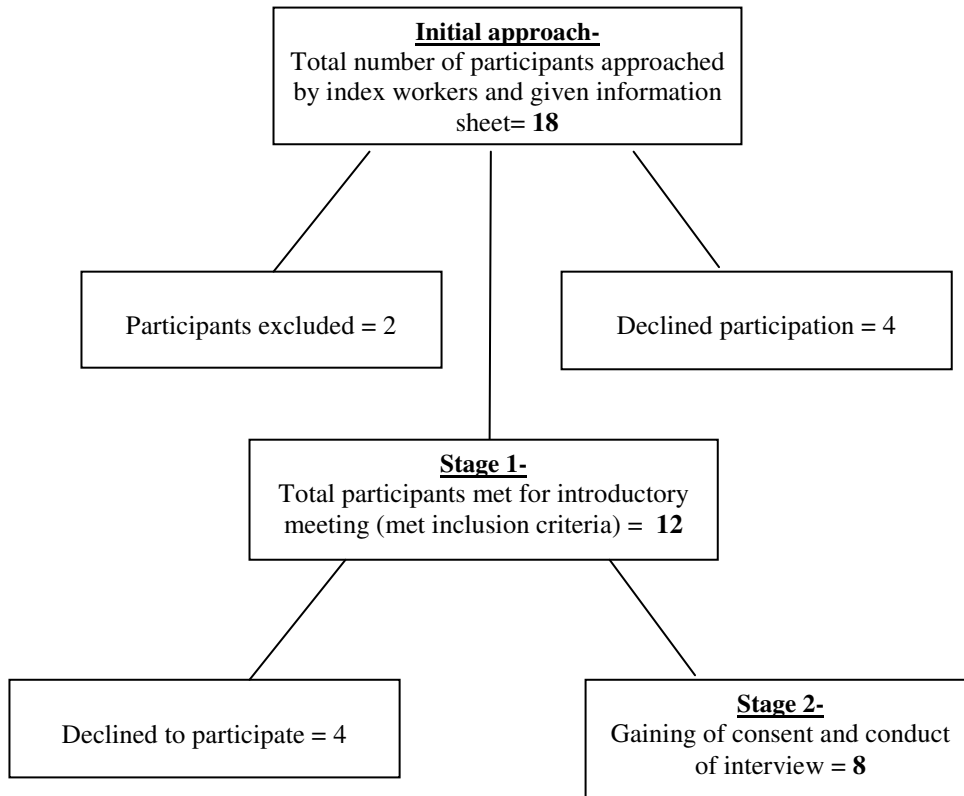 Initial approach-
Total number of participants approached
by index workers and given information
sheet= 18
Participants excluded = 2
Declined participation = 4
Stage 1-
Total participants met for introductory
meeting (met inclusion criteria) = 12
Declined to participate = 4
Stage 2-
Gaining of consent and conduct
of interview = 8